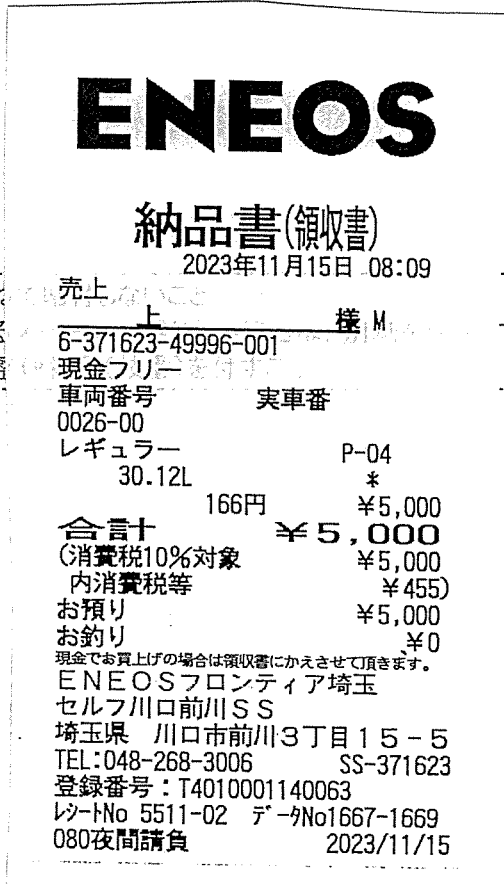 ENEOS
納品書(領収書)
2023年11月15日 08:09
売上
上 様 M
6-371623-49996-001
現金フリー
車両番号 実車番
0026-00
レギュラー P-04
30.12L *
166円 ¥5,000
合計 ¥5,000
(消費税10%対象 ¥5,000
内消費税等 ¥455)
お預り ¥5,000
お釣り ¥0
現金でお買上げの場合は領収書にかえさせて頂きます。
ENEOSフロンティア埼玉
セルフ川口前川SS
埼玉県 川口市前川3丁目15-5
TEL:048-268-3006 SS-371623
登録番号:T4010001140063
レシートNo 5511-02 データNo1667-1669
080夜間請負 2023/11/15